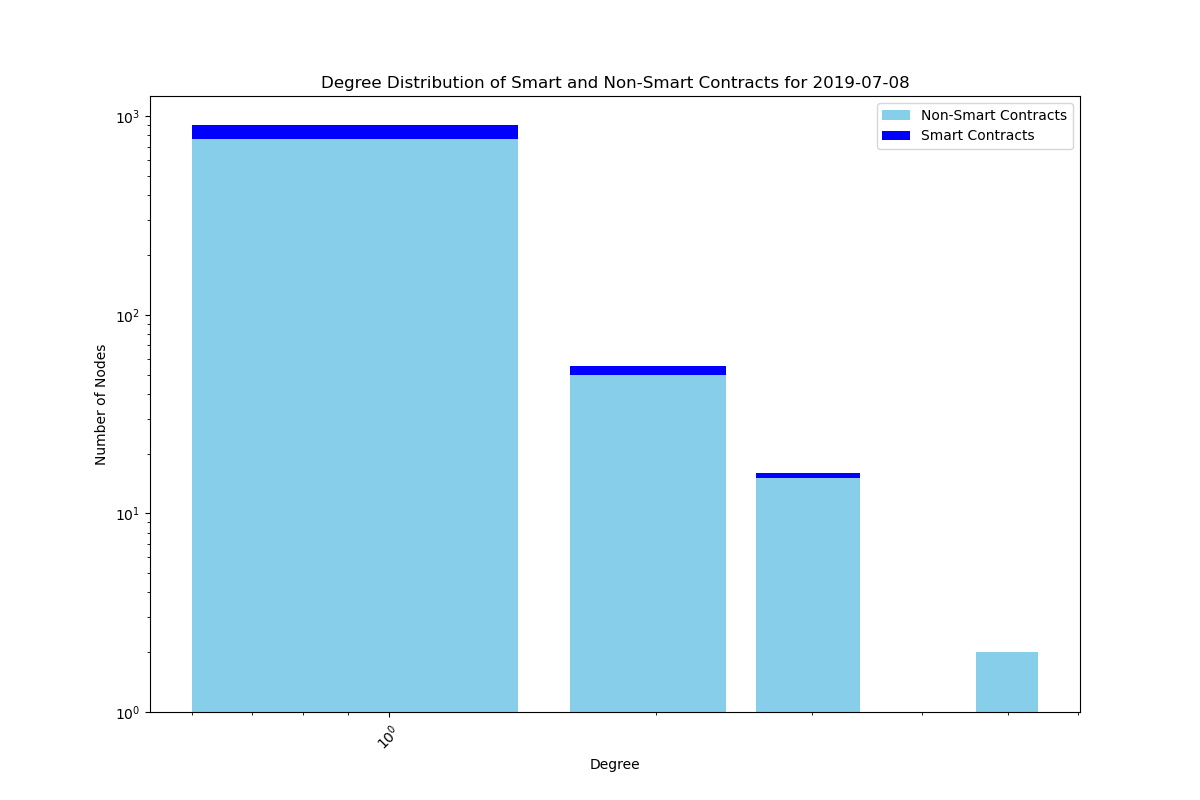 Degree Distribution of Smart and Non-Smart Contracts for 2019-07-08
Non-Smart Contracts
Smart Contracts
10³
10²
10¹
10⁰
Number of Nodes
10⁰
Degree